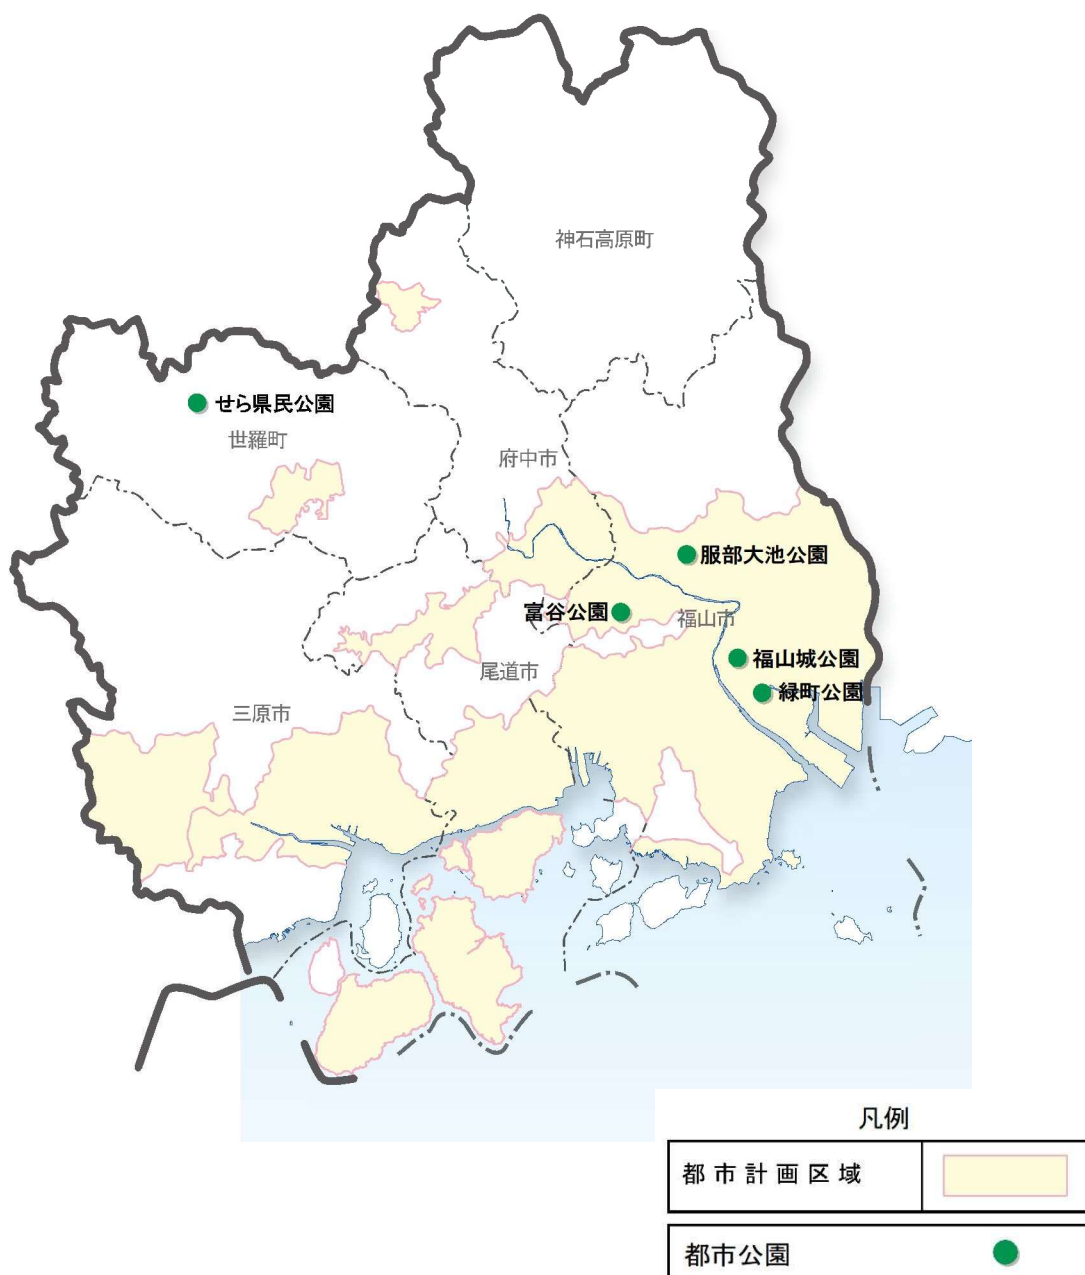 神石高原町
せら県民公園
世羅町
府中市
服部大池公園
富谷公園
福山市
福山城公園
尾道市
緑町公園
三原市
凡例
都市計画区域
都市公園